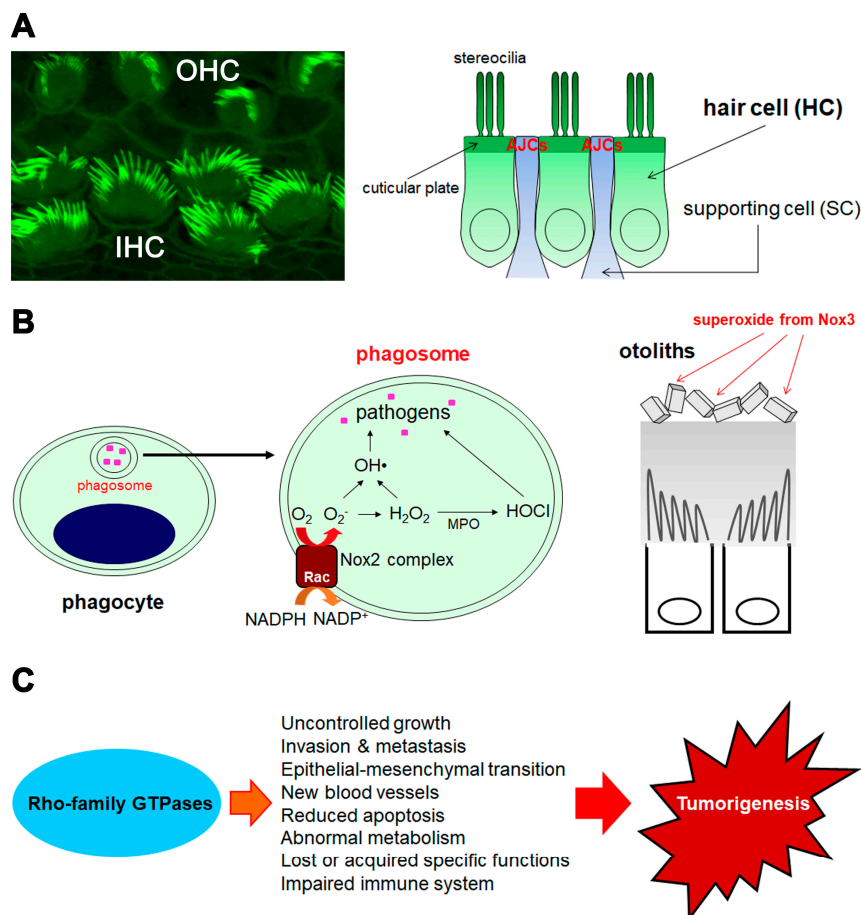 A
OHC
IHC
stereocilia
AJCs
AJCs
cuticular plate
hair cell (HC)
supporting cell (SC)
B
phagosome
phagocyte
phagosome
pathogens
OH•
O₂ O₂⁻ H₂O₂ MPO HOCl
Nox2 complex
Rac
NADPH NADP⁺
superoxide from Nox3
otoliths
C
Rho-family GTPases
Uncontrolled growth
Invasion & metastasis
Epithelial-mesenchymal transition
New blood vessels
Reduced apoptosis
Abnormal metabolism
Lost or acquired specific functions
Impaired immune system
Tumorigenesis